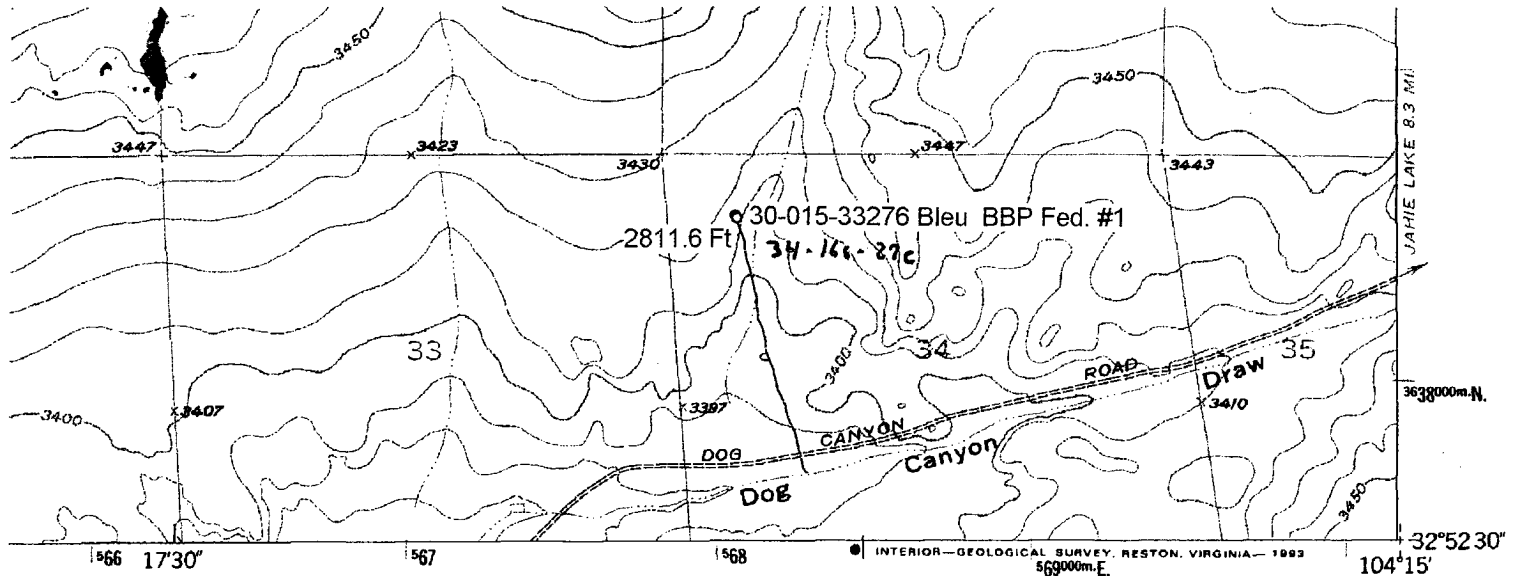 3450
3450
JAHIE LAKE 8.3 MI.
3447
3423
3430
3447
3443
30-015-33276 Bleu BBP Fed. #1
2811.6 Ft
34-16s-27e
33
34
35
3400
ROAD
Draw
3638000m.N.
3400
3407
3397
3410
CANYON
DOG
Canyon
Dog
3450
32°52'30"
566
17'30"
567
568
INTERIOR—GEOLOGICAL SURVEY, RESTON, VIRGINIA—1993
569000m.E.
104°15'